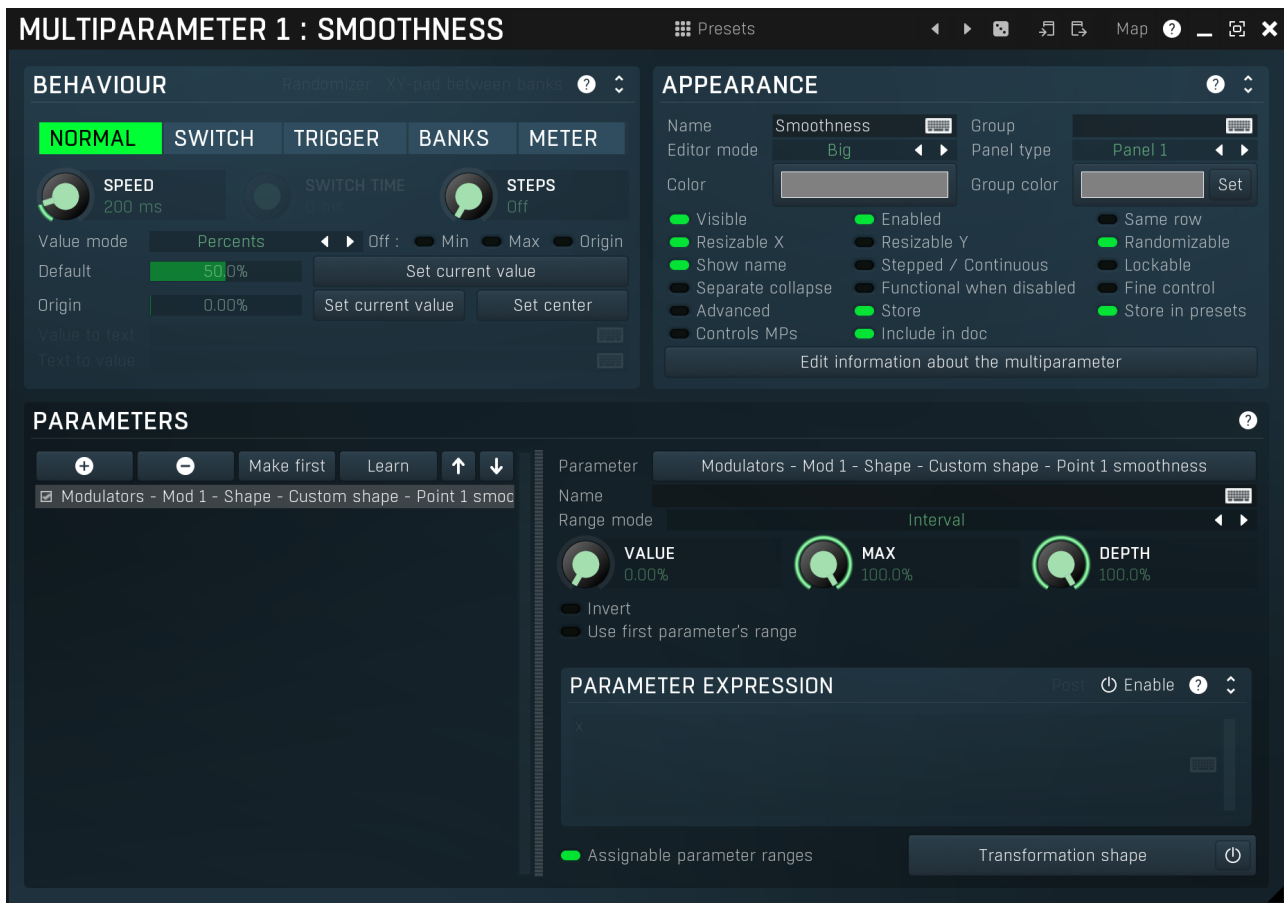 MULTIPARAMETER 1 : SMOOTHNESS Presets Map ?
BEHAVIOUR Randomizer XY-pad between banks ?
NORMAL SWITCH TRIGGER BANKS METER
SPEED SWITCH TIME STEPS
200 ms Off
Value mode Percents Off : Min Max Origin
Default 50.0% Set current value
Origin 0.00% Set current value Set center
Value to text
Text to value
APPEARANCE ?
Name Smoothness Group
Editor mode Big Panel type Panel 1
Color Group color Set
Visible Enabled Same row
Resizable X Resizable Y Randomizable
Show name Stepped / Continuous Lockable
Separate collapse Functional when disabled Fine control
Advanced Store Store in presets
Controls MPs Include in doc
Edit information about the multiparameter
PARAMETERS ?
Make first Learn
Modulators - Mod 1 - Shape - Custom shape - Point 1 smoc
Parameter Modulators - Mod 1 - Shape - Custom shape - Point 1 smoothness
Name
Range mode Interval
VALUE MAX DEPTH
0.00% 100.0% 100.0%
Invert
Use first parameter's range
PARAMETER EXPRESSION Post Enable ?
x
Assignable parameter ranges Transformation shape